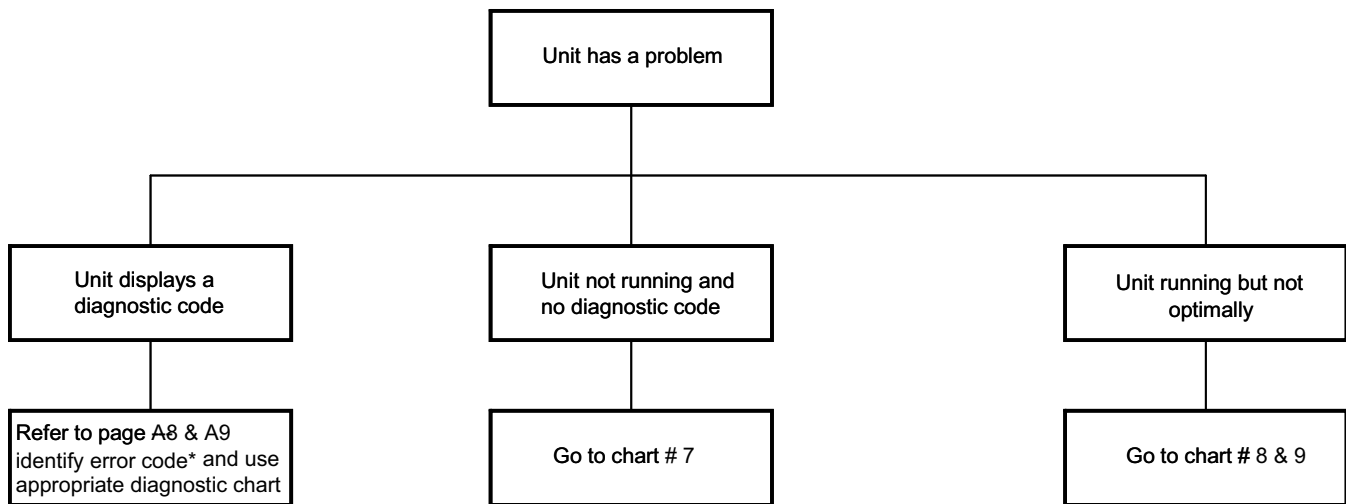 Unit has a problem
Unit displays a
diagnostic code
Unit not running and
no diagnostic code
Unit running but not
optimally
Refer to page A8 & A9
identify error code* and use
appropriate diagnostic chart
Go to chart # 7
Go to chart # 8 & 9